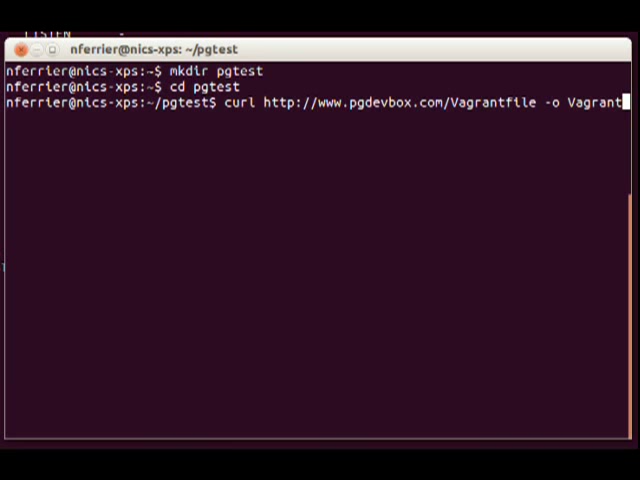 LISTEN -
nferrier@nics-xps: ~/pgtest
nferrier@nics-xps:~$ mkdir pgtest
nferrier@nics-xps:~$ cd pgtest
nferrier@nics-xps:~/pgtest$ curl http://www.pgdevbox.com/Vagrantfile -o Vagrant